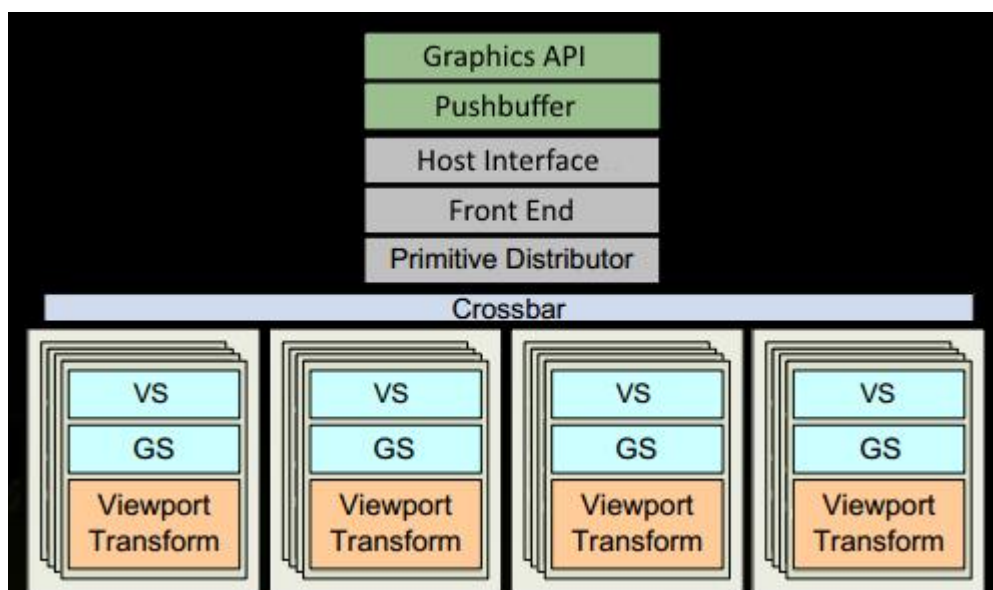 Graphics API
Pushbuffer
Host Interface
Front End
Primitive Distributor
Crossbar
VS
GS
Viewport
Transform
VS
GS
Viewport
Transform
VS
GS
Viewport
Transform
VS
GS
Viewport
Transform